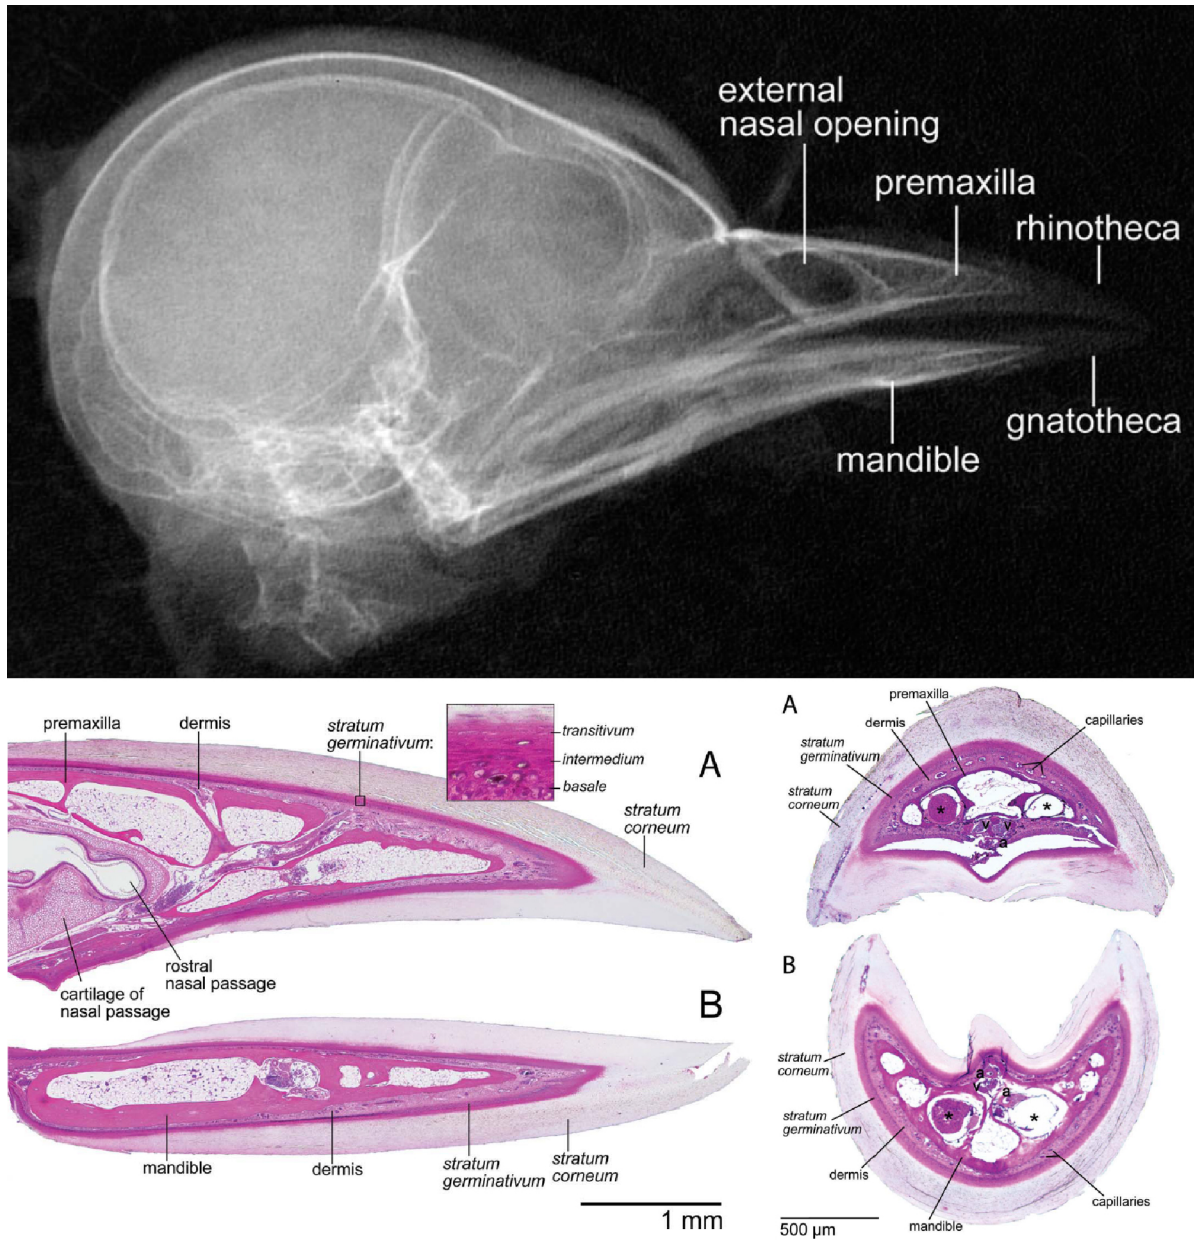 external
nasal opening
premaxilla
rhinotheca
gnatotheca
mandible
premaxilla
dermis
stratum
germinativum:
transitivum
intermedium
basale
A
stratum
corneum
rostral
nasal passage
cartilage of
nasal passage
B
mandible
dermis
stratum
germinativum
stratum
corneum
1 mm
A
premaxilla
dermis
capillaries
stratum
germinativum
stratum
corneum
*
*
v
v
a
B
a
v
a
*
*
stratum
corneum
stratum
germinativum
dermis
mandible
capillaries
500 µm